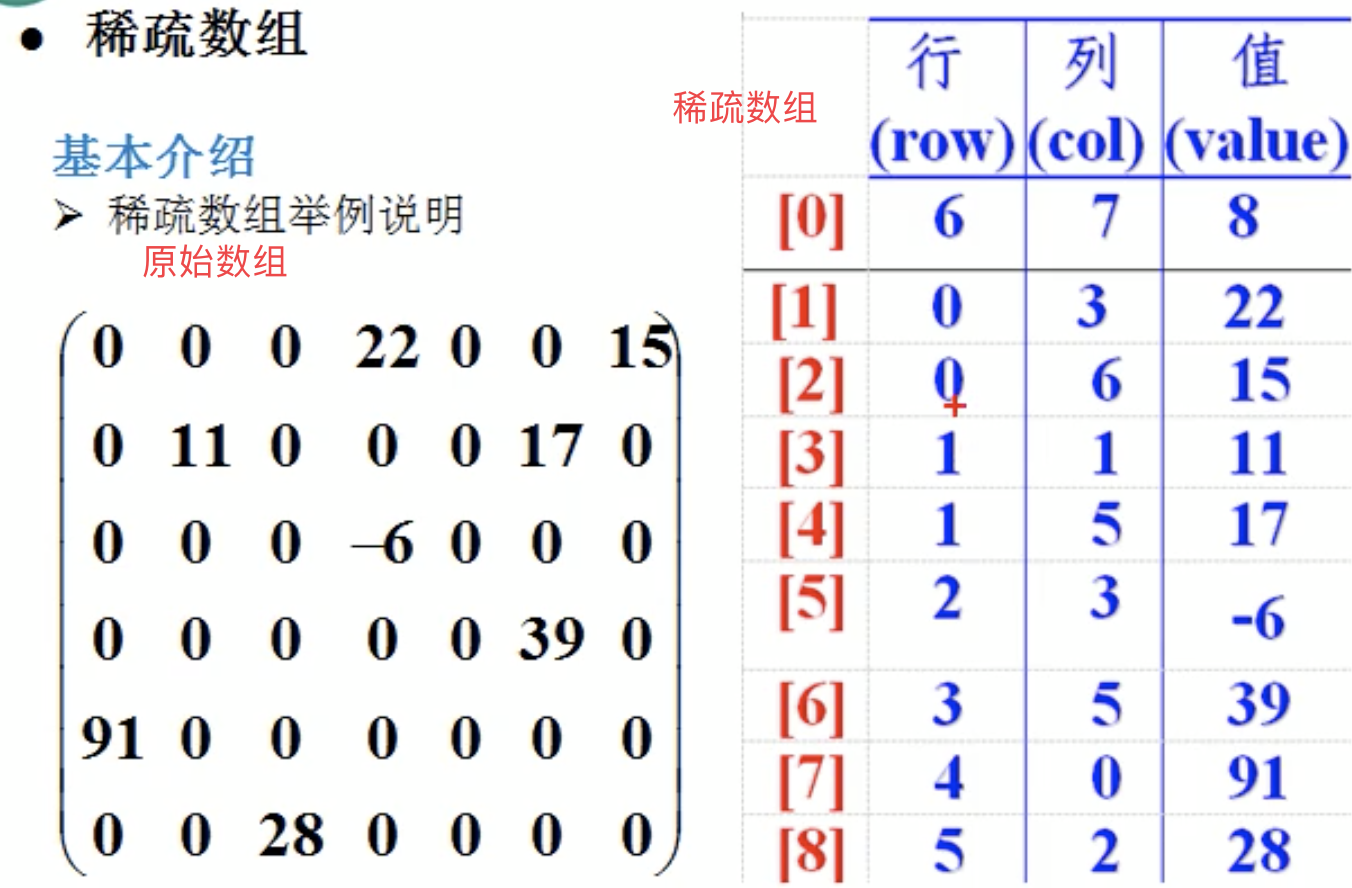 ● 稀疏数组
基本介绍
➢ 稀疏数组举例说明
原始数组
0 0 0 22 0 0 15
0 11 0 0 0 17 0
0 0 0 –6 0 0 0
0 0 0 0 0 39 0
91 0 0 0 0 0 0
0 0 28 0 0 0 0
稀疏数组
行 列 值
(row) (col) (value)
[0] 6 7 8
[1] 0 3 22
[2] 0 6 15
[3] 1 1 11
[4] 1 5 17
[5] 2 3 -6
[6] 3 5 39
[7] 4 0 91
[8] 5 2 28